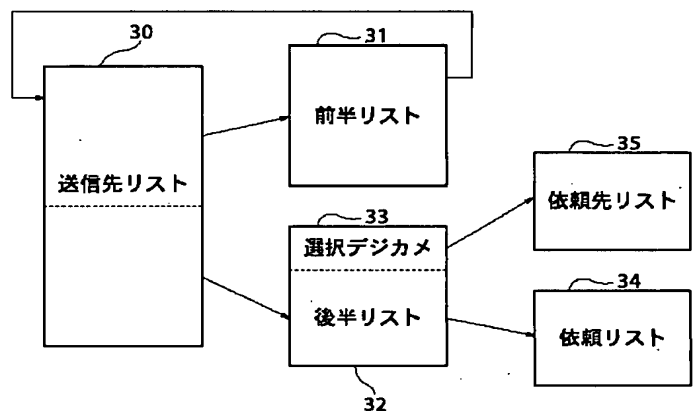 30
送信先リスト
31
前半リスト
33
選択デジカメ
後半リスト
32
35
依頼先リスト
34
依頼リスト